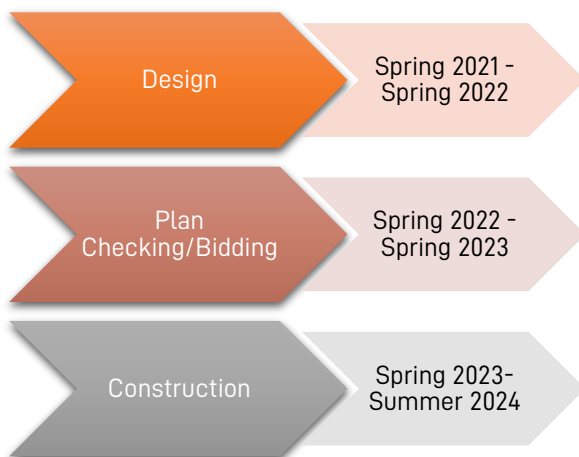 Design
Spring 2021 -
Spring 2022
Plan
Checking/Bidding
Spring 2022 -
Spring 2023
Construction
Spring 2023-
Summer 2024